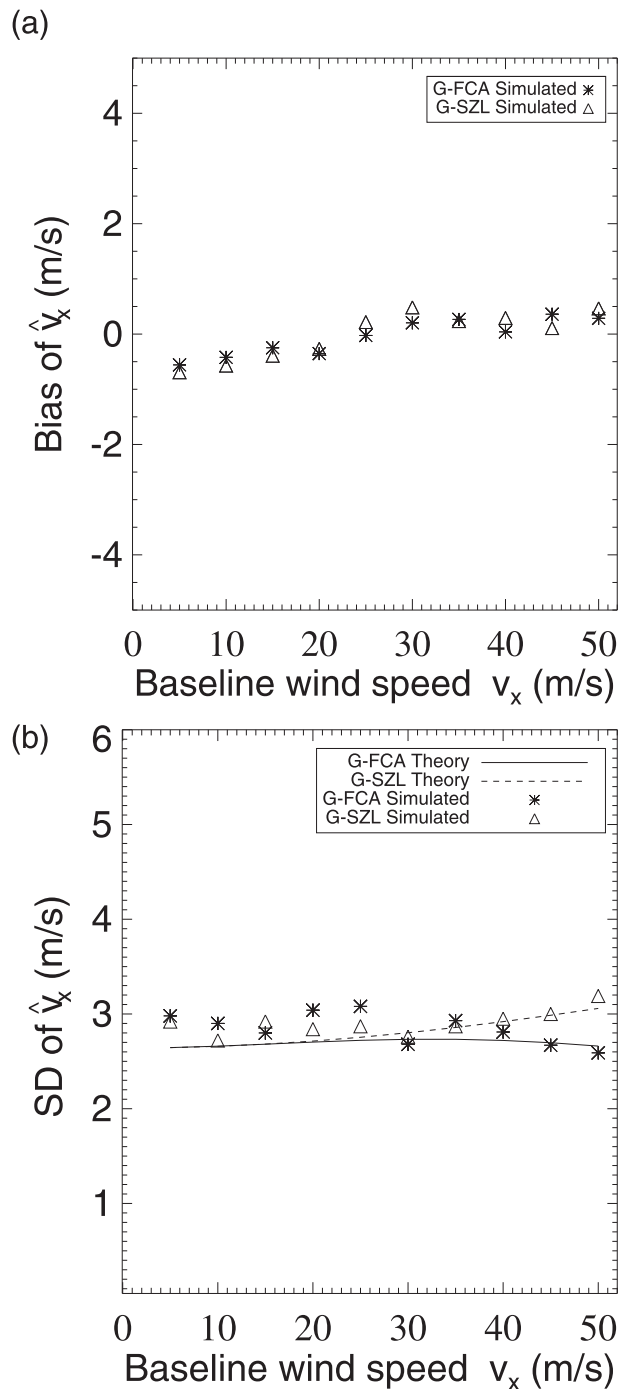 (a)
G-FCA Simulated
G-SZL Simulated
4
2
0
-2
-4
Bias of v̂ₓ (m/s)
0 10 20 30 40 50
Baseline wind speed vₓ (m/s)
(b)
G-FCA Theory
G-SZL Theory
G-FCA Simulated
G-SZL Simulated
6
5
4
3
2
1
SD of v̂ₓ (m/s)
0 10 20 30 40 50
Baseline wind speed vₓ (m/s)